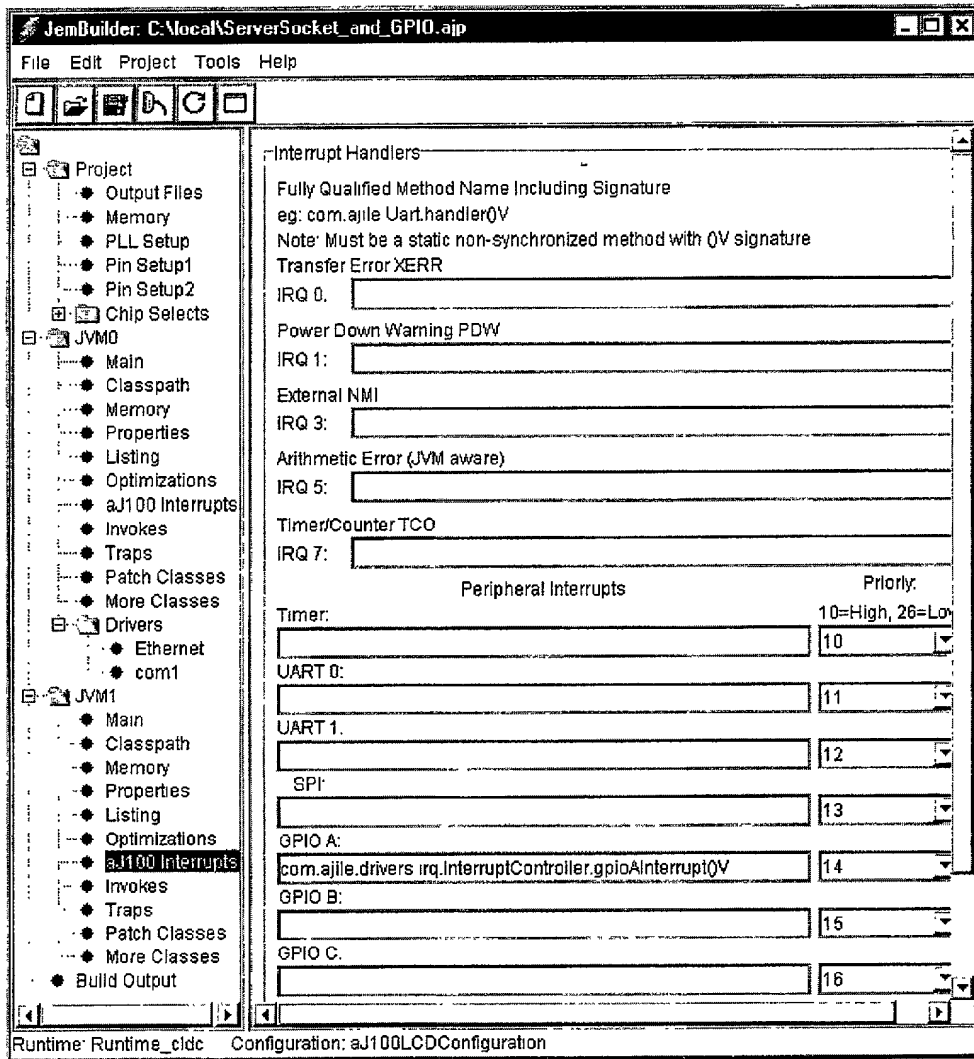 JemBuilder: C:\local\ServerSocket_and_GPIO.ajp
File Edit Project Tools Help
Project
Output Files
Memory
PLL Setup
Pin Setup1
Pin Setup2
Chip Selects
JVM0
Main
Classpath
Memory
Properties
Listing
Optimizations
aJ100 Interrupts
Invokes
Traps
Patch Classes
More Classes
Drivers
Ethernet
com1
JVM1
Main
Classpath
Memory
Properties
Listing
Optimizations
aJ100 Interrupts
Invokes
Traps
Patch Classes
More Classes
Build Output
Interrupt Handlers
Fully Qualified Method Name Including Signature
eg: com.ajile Uart.handler()V
Note: Must be a static non-synchronized method with ()V signature
Transfer Error XERR
IRQ 0.
Power Down Warning PDW
IRQ 1:
External NMI
IRQ 3:
Arithmetic Error (JVM aware)
IRQ 5:
Timer/Counter TCO
IRQ 7:
Peripheral Interrupts Priorly:
Timer: 10=High, 26=Lo
10
UART 0:
11
UART 1.
12
SPI:
13
GPIO A:
com.ajile.drivers irq.InterruptController.gpioAInterrupt()V 14
GPIO B:
15
GPIO C.
16
Runtime: Runtime_cldc Configuration: aJ100LCDConfiguration